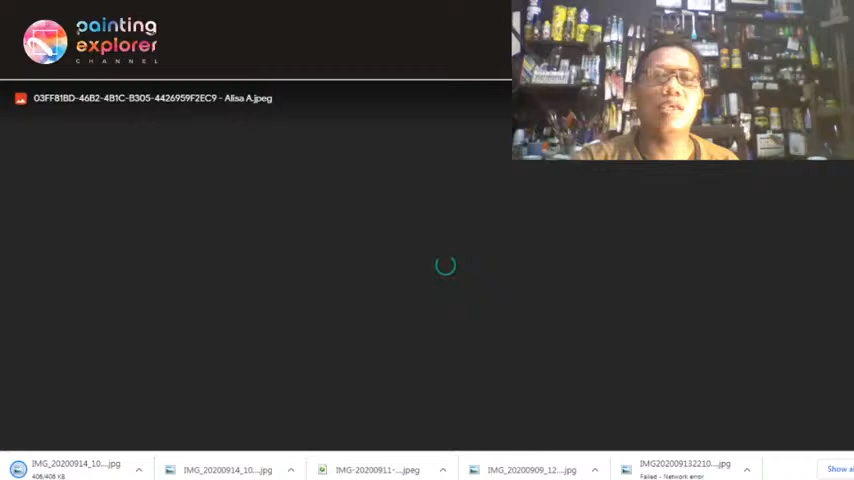 painting
explorer
CHANNEL
03FF81BD-46B2-4B1C-B305-4426959F2EC9 - Alisa A.jpeg
IMG_20200914_10....jpg
406/406 KB
IMG_20200914_10....jpg
IMG-20200911-....jpeg
IMG_20200909_12....jpg
IMG202009132210....jpg
Failed - Network error
Show al